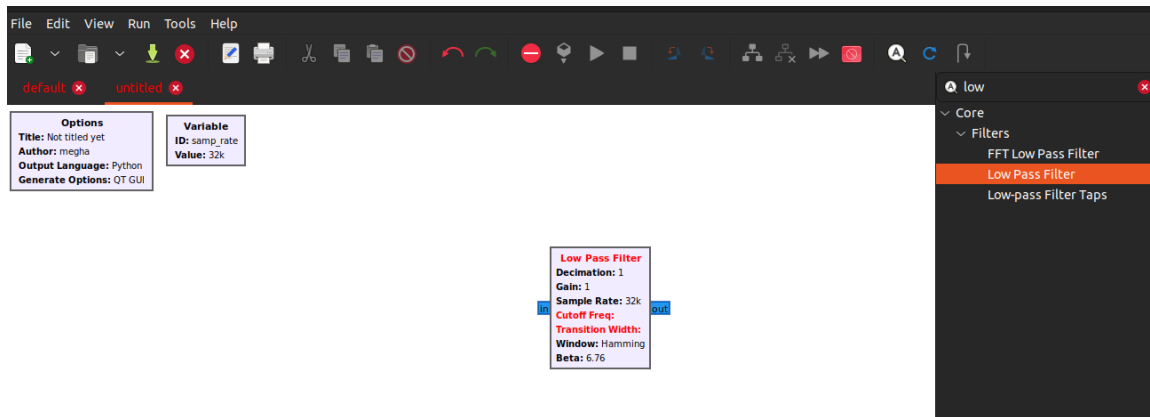 File Edit View Run Tools Help
default untitled
low
Options
Title: Not titled yet
Author: megha
Output Language: Python
Generate Options: QT GUI
Variable
ID: samp_rate
Value: 32k
Core
Filters
FFT Low Pass Filter
Low Pass Filter
Low-pass Filter Taps
Low Pass Filter
Decimation: 1
Gain: 1
Sample Rate: 32k
Cutoff Freq:
Transition Width:
Window: Hamming
Beta: 6.76
in
out